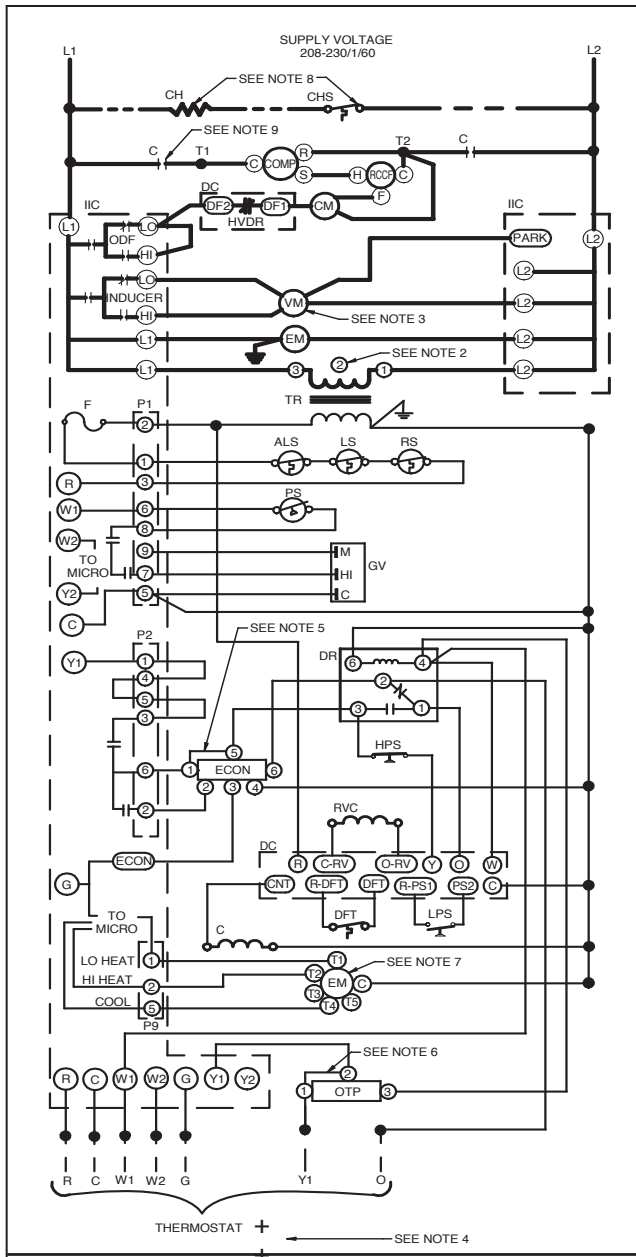 SUPPLY VOLTAGE
208-230/1/60
L1
L2
CH
SEE NOTE 8
CHS
SEE NOTE 9
C
T1
C
COMP
R
S
H
RCCF
C
F
T2
C
IIC
DC
DF2
HVDR
DF1
CM
IIC
L1
ODF
LO
HI
PARK
L2
L2
LO
INDUCER
HI
VM
SEE NOTE 3
L2
L1
EM
L2
SEE NOTE 2
L1
3
2
1
L2
TR
F
P1
2
ALS
LS
RS
1
R
3
PS
W1
6
8
W2
TO
MICRO
9
M
7
HI
GV
Y2
5
C
C
P2
SEE NOTE 5
DR
6
4
Y1
1
4
2
5
3
3
1
5
HPS
6
1
ECON
6
2
3
4
2
RVC
DC
R
C-RV
O-RV
Y
O
W
ECON
CNT
R-DFT
DFT
R-PS1
PS2
C
G
TO
MICRO
DFT
LPS
C
LO HEAT
1
T1
SEE NOTE 7
HI HEAT
2
T2
EM
C
T3
COOL
5
T4
T5
P9
SEE NOTE 6
R
C
W1
W2
G
Y1
Y2
2
1
OTP
3
R
C
W1
W2
G
Y1
O
THERMOSTAT
SEE NOTE 4